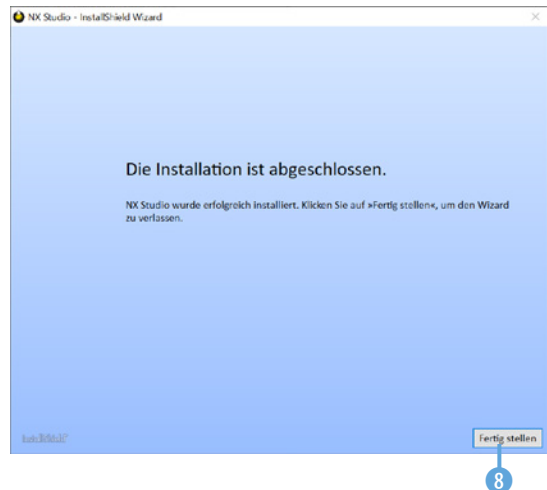 NX Studio - InstallShield Wizard
Die Installation ist abgeschlossen.
NX Studio wurde erfolgreich installiert. Klicken Sie auf »Fertig stellen«, um den Wizard
zu verlassen.
Fertig stellen
8